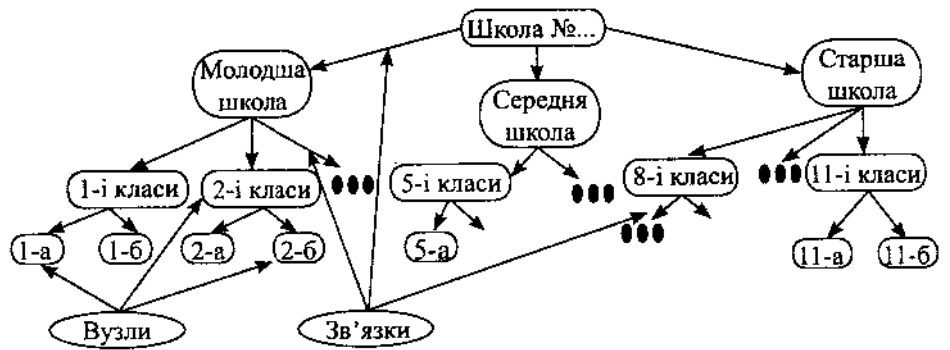 Школа №...
Молодша
школа
Середня
школа
Старша
школа
1-і класи
2-і класи
5-і класи
8-і класи
11-і класи
1-а
1-б
2-а
2-б
5-а
11-а
11-б
Вузли
Зв’язки